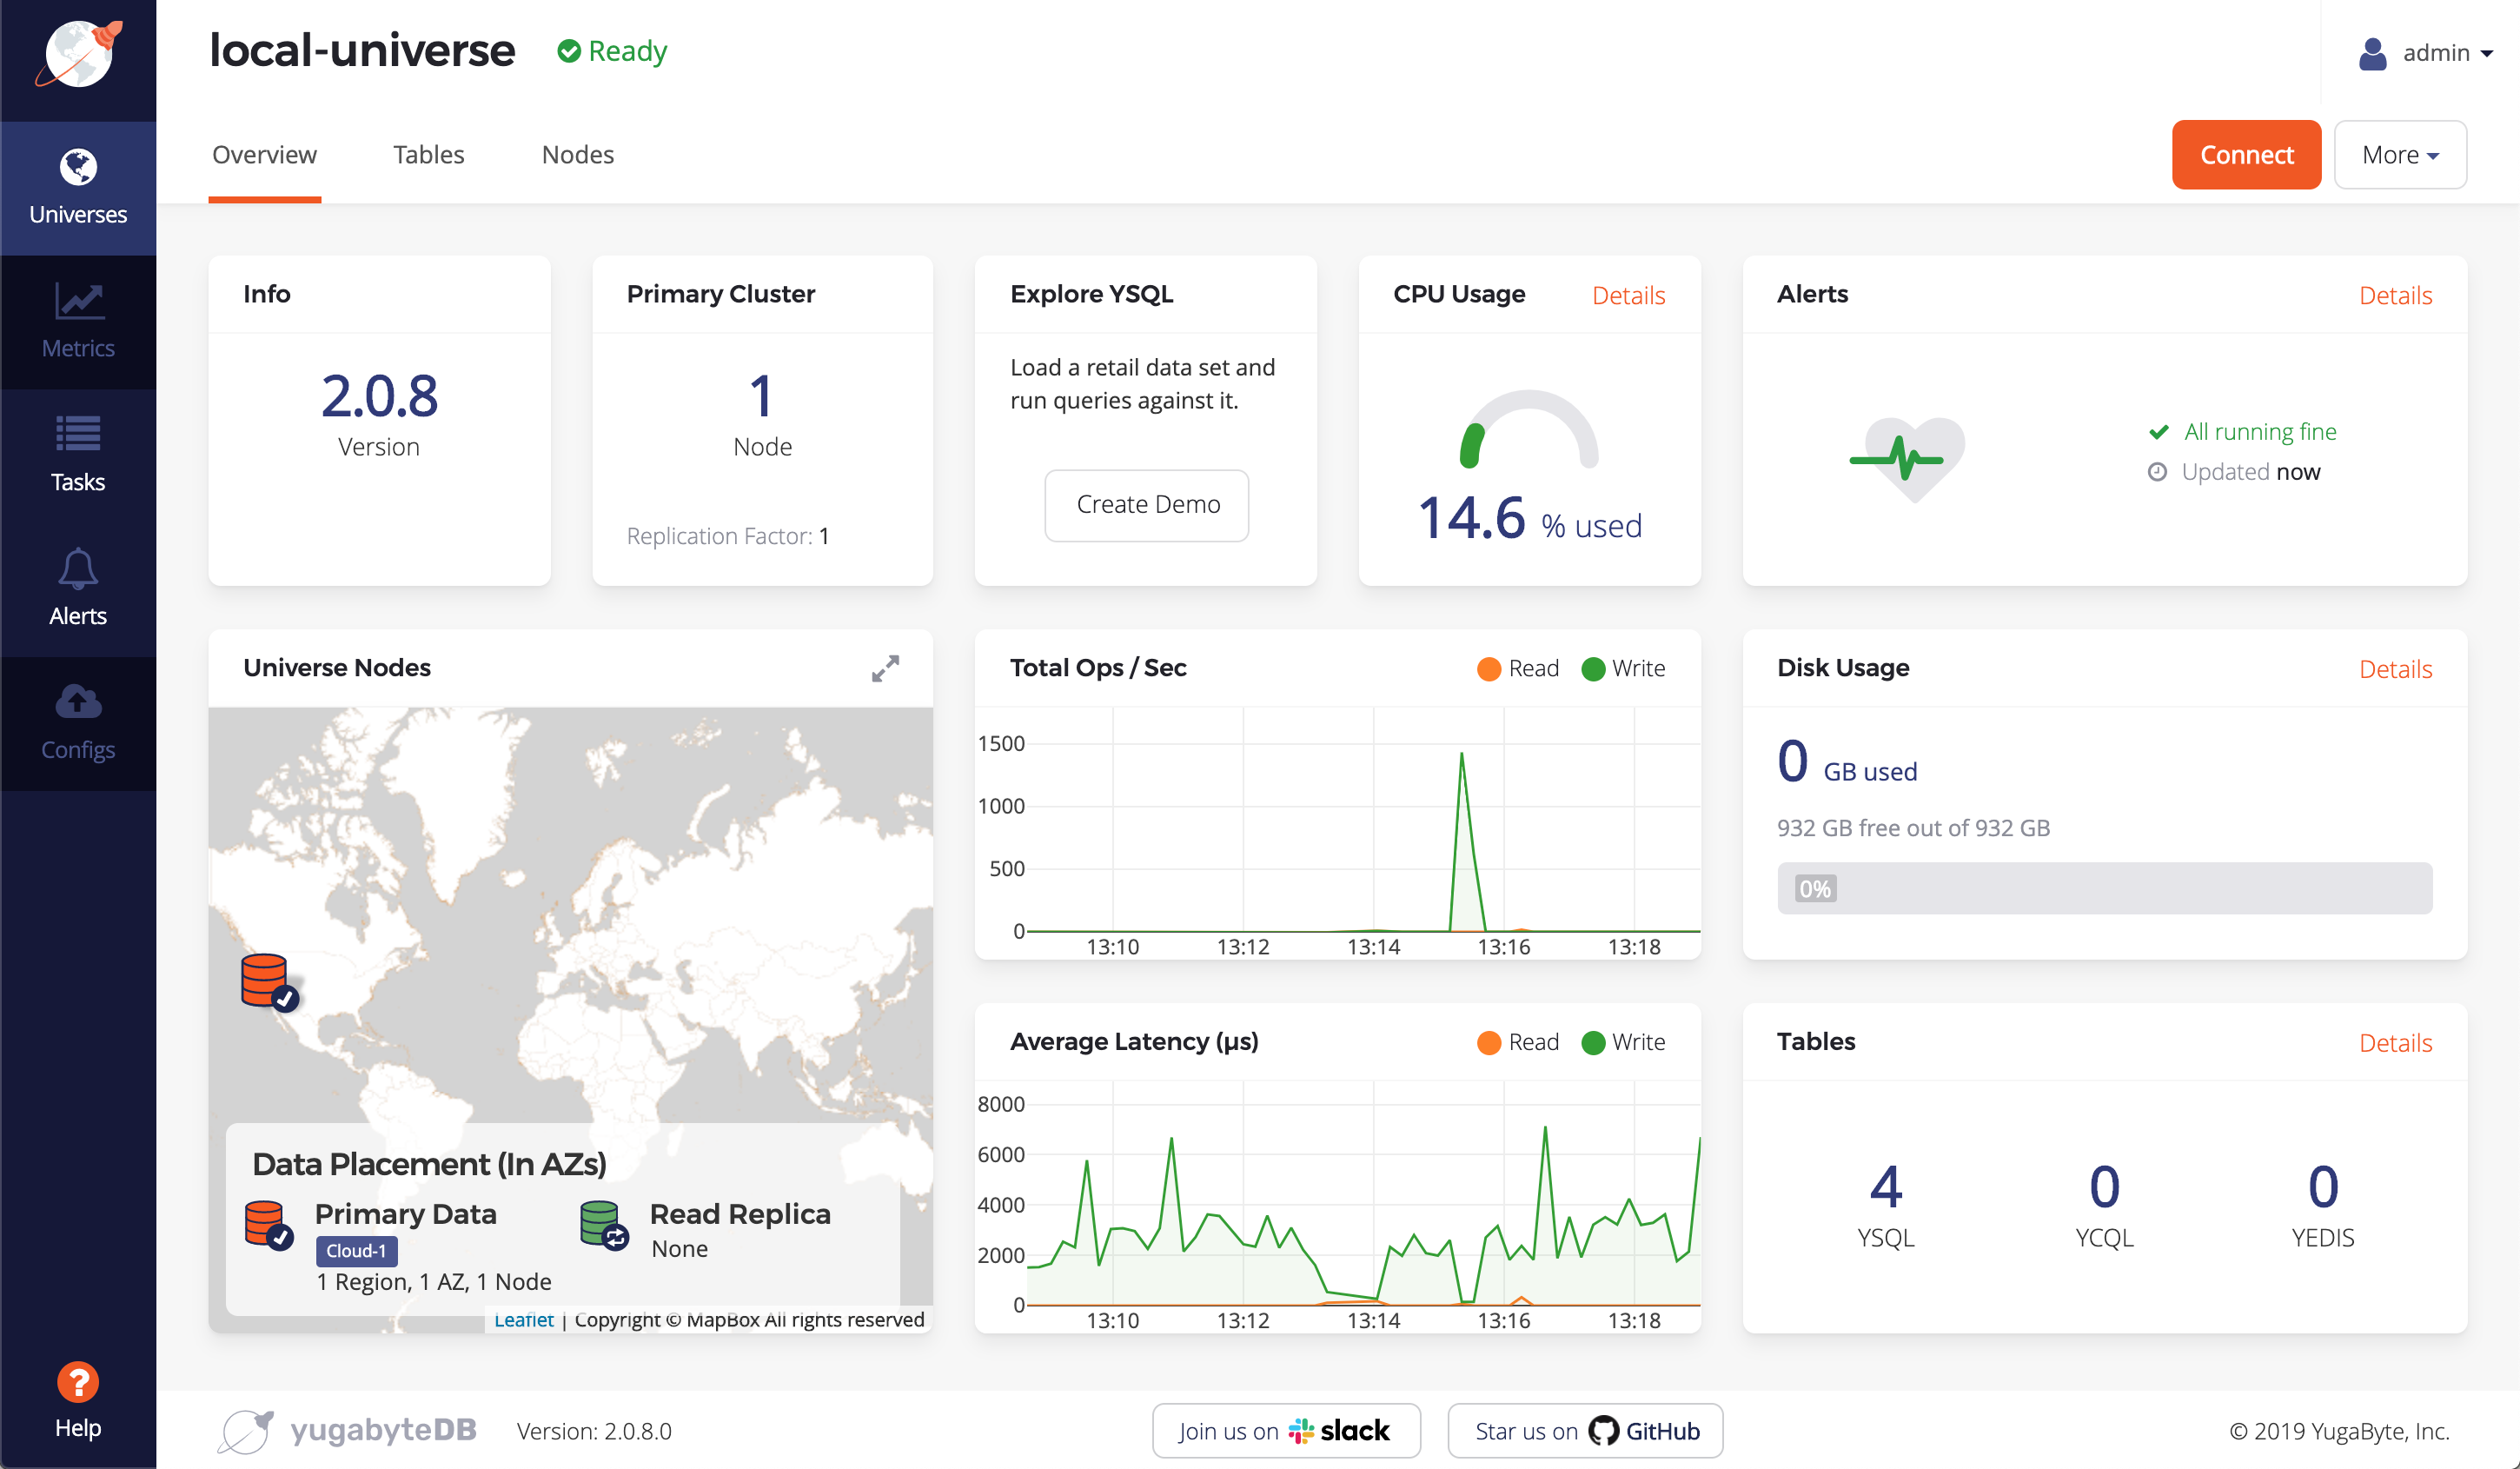 local-universe
Ready
admin
Overview
Tables
Nodes
Connect
More
Universes
Metrics
Tasks
Alerts
Configs
Help
Info
2.0.8
Version
Primary Cluster
1
Node
Replication Factor: 1
Explore YSQL
Load a retail data set and
run queries against it.
Create Demo
CPU Usage
Details
14.6 % used
Alerts
Details
All running fine
Updated now
Universe Nodes
Data Placement (In AZs)
Primary Data
Cloud-1
1 Region, 1 AZ, 1 Node
Read Replica
None
Leaflet | Copyright © MapBox All rights reserved
Total Ops / Sec
Read
Write
1500
1000
500
0
13:10
13:12
13:14
13:16
13:18
Disk Usage
Details
0 GB used
932 GB free out of 932 GB
0%
Average Latency (µs)
Read
Write
8000
6000
4000
2000
0
13:10
13:12
13:14
13:16
13:18
Tables
Details
4
YSQL
0
YCQL
0
YEDIS
yugabyteDB
Version: 2.0.8.0
Join us on slack
Star us on GitHub
© 2019 YugaByte, Inc.